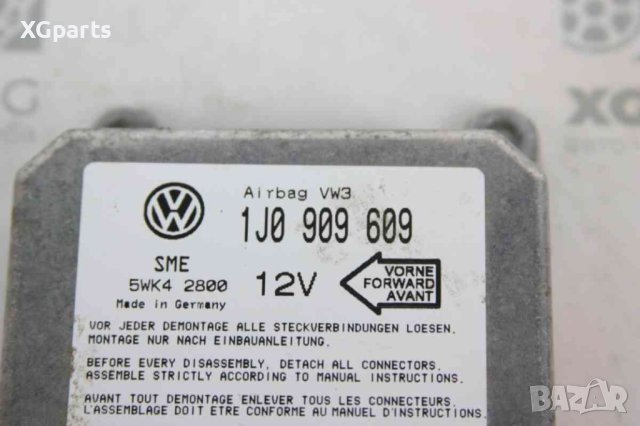 XGparts
Airbag VW3
1J0 909 609
SME
5WK4 2800
12V
VORNE
FORWARD
AVANT
Made in Germany
VOR JEDER DEMONTAGE ALLE STECKVERBINDUNGEN LOESEN.
MONTAGE NUR NACH EINBAUANLEITUNG.
BEFORE EVERY DISASSEMBLY, DETACH ALL CONNECTORS.
ASSEMBLE STRICTLY ACCORDING TO MANUAL INSTRUCTIONS.
AVANT TOUT DEMONTAGE ENLEVER TOUS LES CONNECTEURS.
L'ASSEMBLAGE DOIT ETRE CONFORME AU MANUEL D'INSTRUCTIONS.
BAZAR